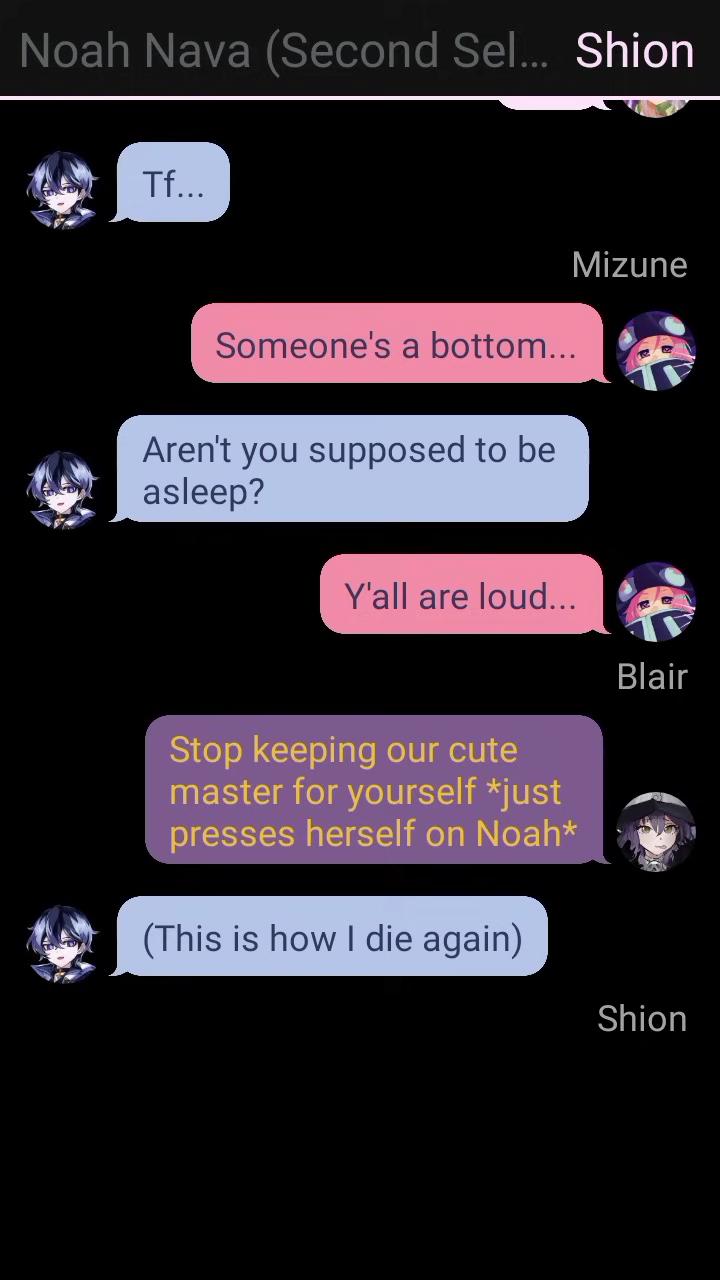 Noah Nava (Second Sel... Shion
Tf...
Mizune
Someone's a bottom...
Aren't you supposed to be
asleep?
Y'all are loud...
Blair
Stop keeping our cute
master for yourself *just
presses herself on Noah*
(This is how I die again)
Shion